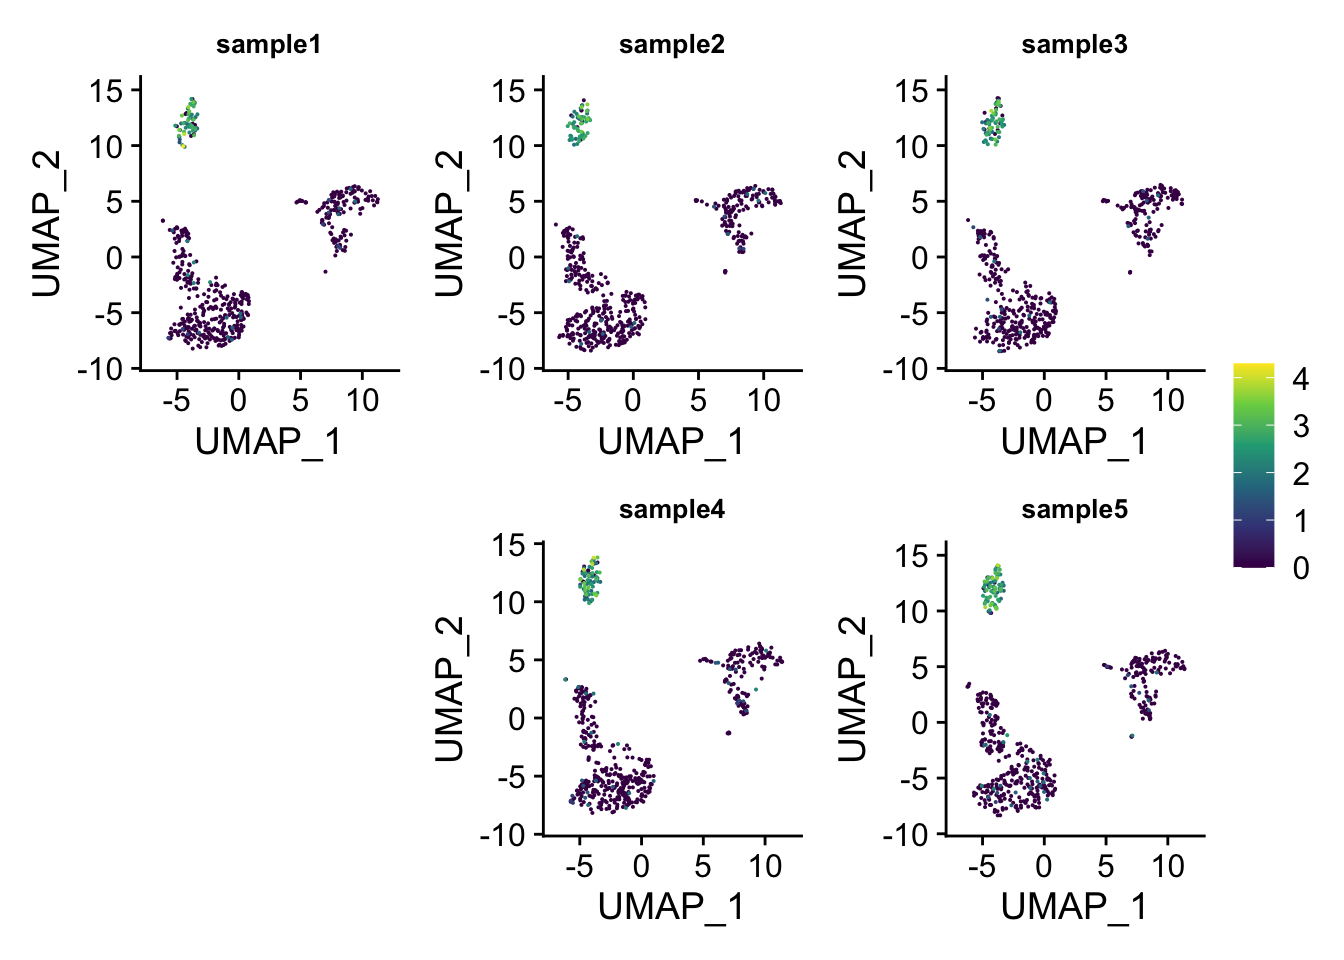 sample1 sample2 sample3
15 15 15
10 10 10
5 5 5
0 0 0
-5 -5 -5
-10 -10 -10
UMAP_2 UMAP_2 UMAP_2
-5 0 5 10 -5 0 5 10 -5 0 5 10
UMAP_1 UMAP_1 UMAP_1
4
3
2
1
0
sample4 sample5
15 15
10 10
5 5
0 0
-5 -5
-10 -10
UMAP_2 UMAP_2
-5 0 5 10 -5 0 5 10
UMAP_1 UMAP_1